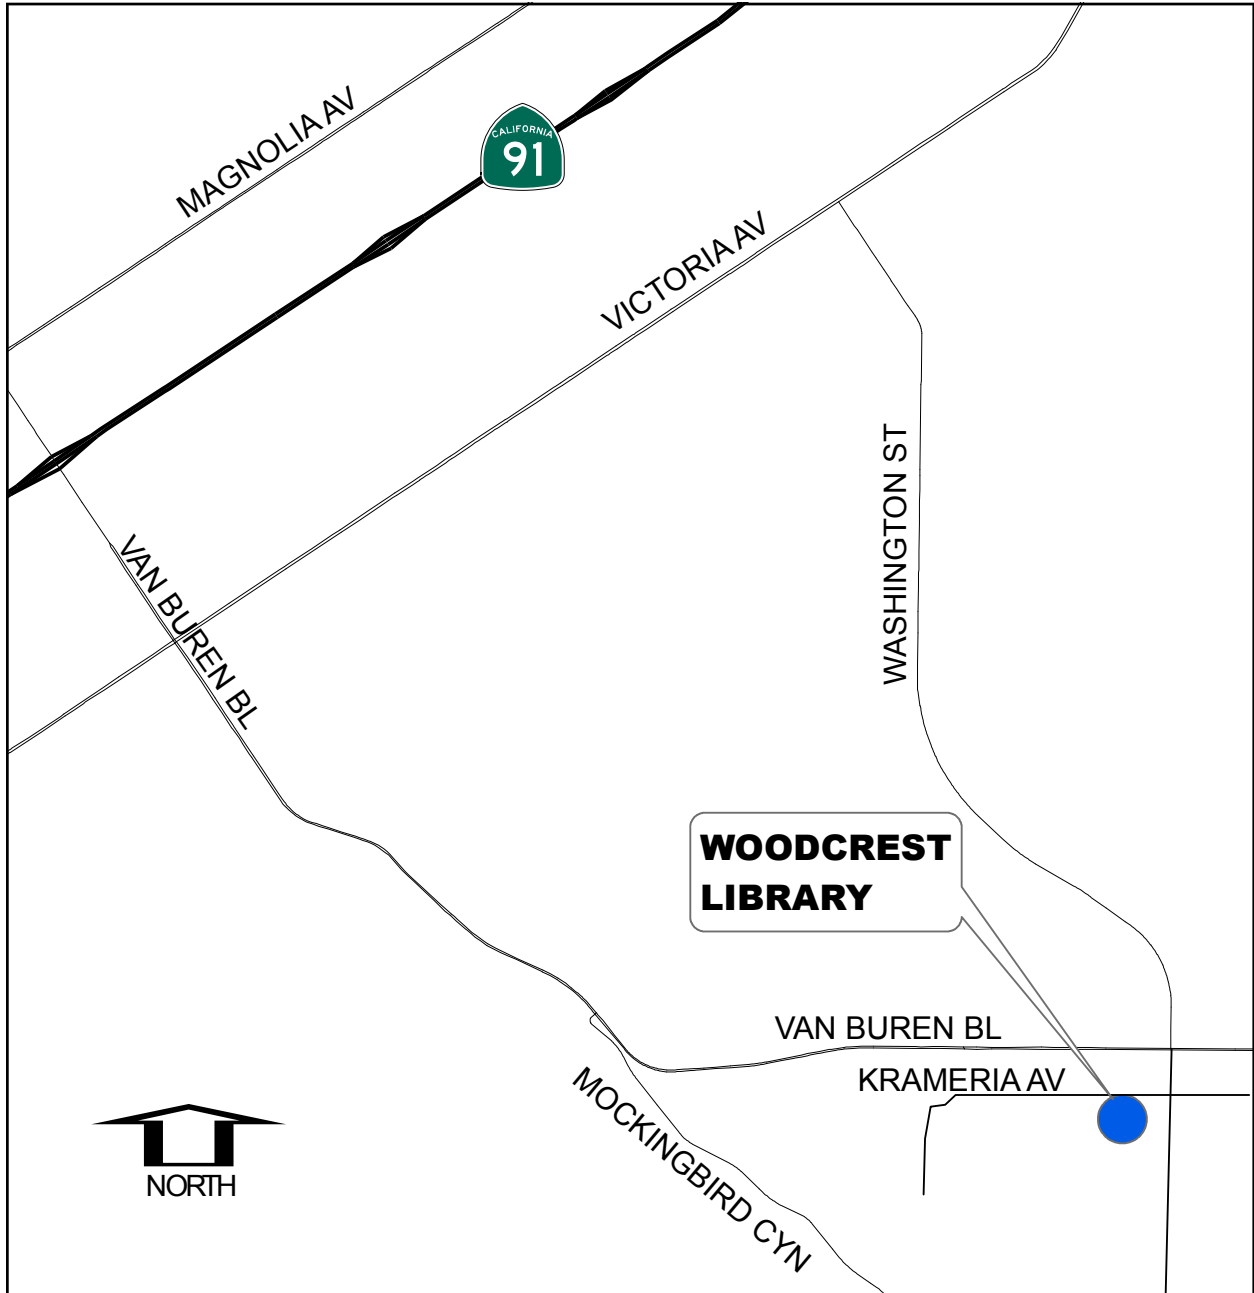 MAGNOLIA AV
CALIFORNIA
91
VICTORIA AV
WASHINGTON ST
VAN BUREN BL
WOODCREST
LIBRARY
VAN BUREN BL
KRAMERIA AV
MOCKINGBIRD CYN
NORTH